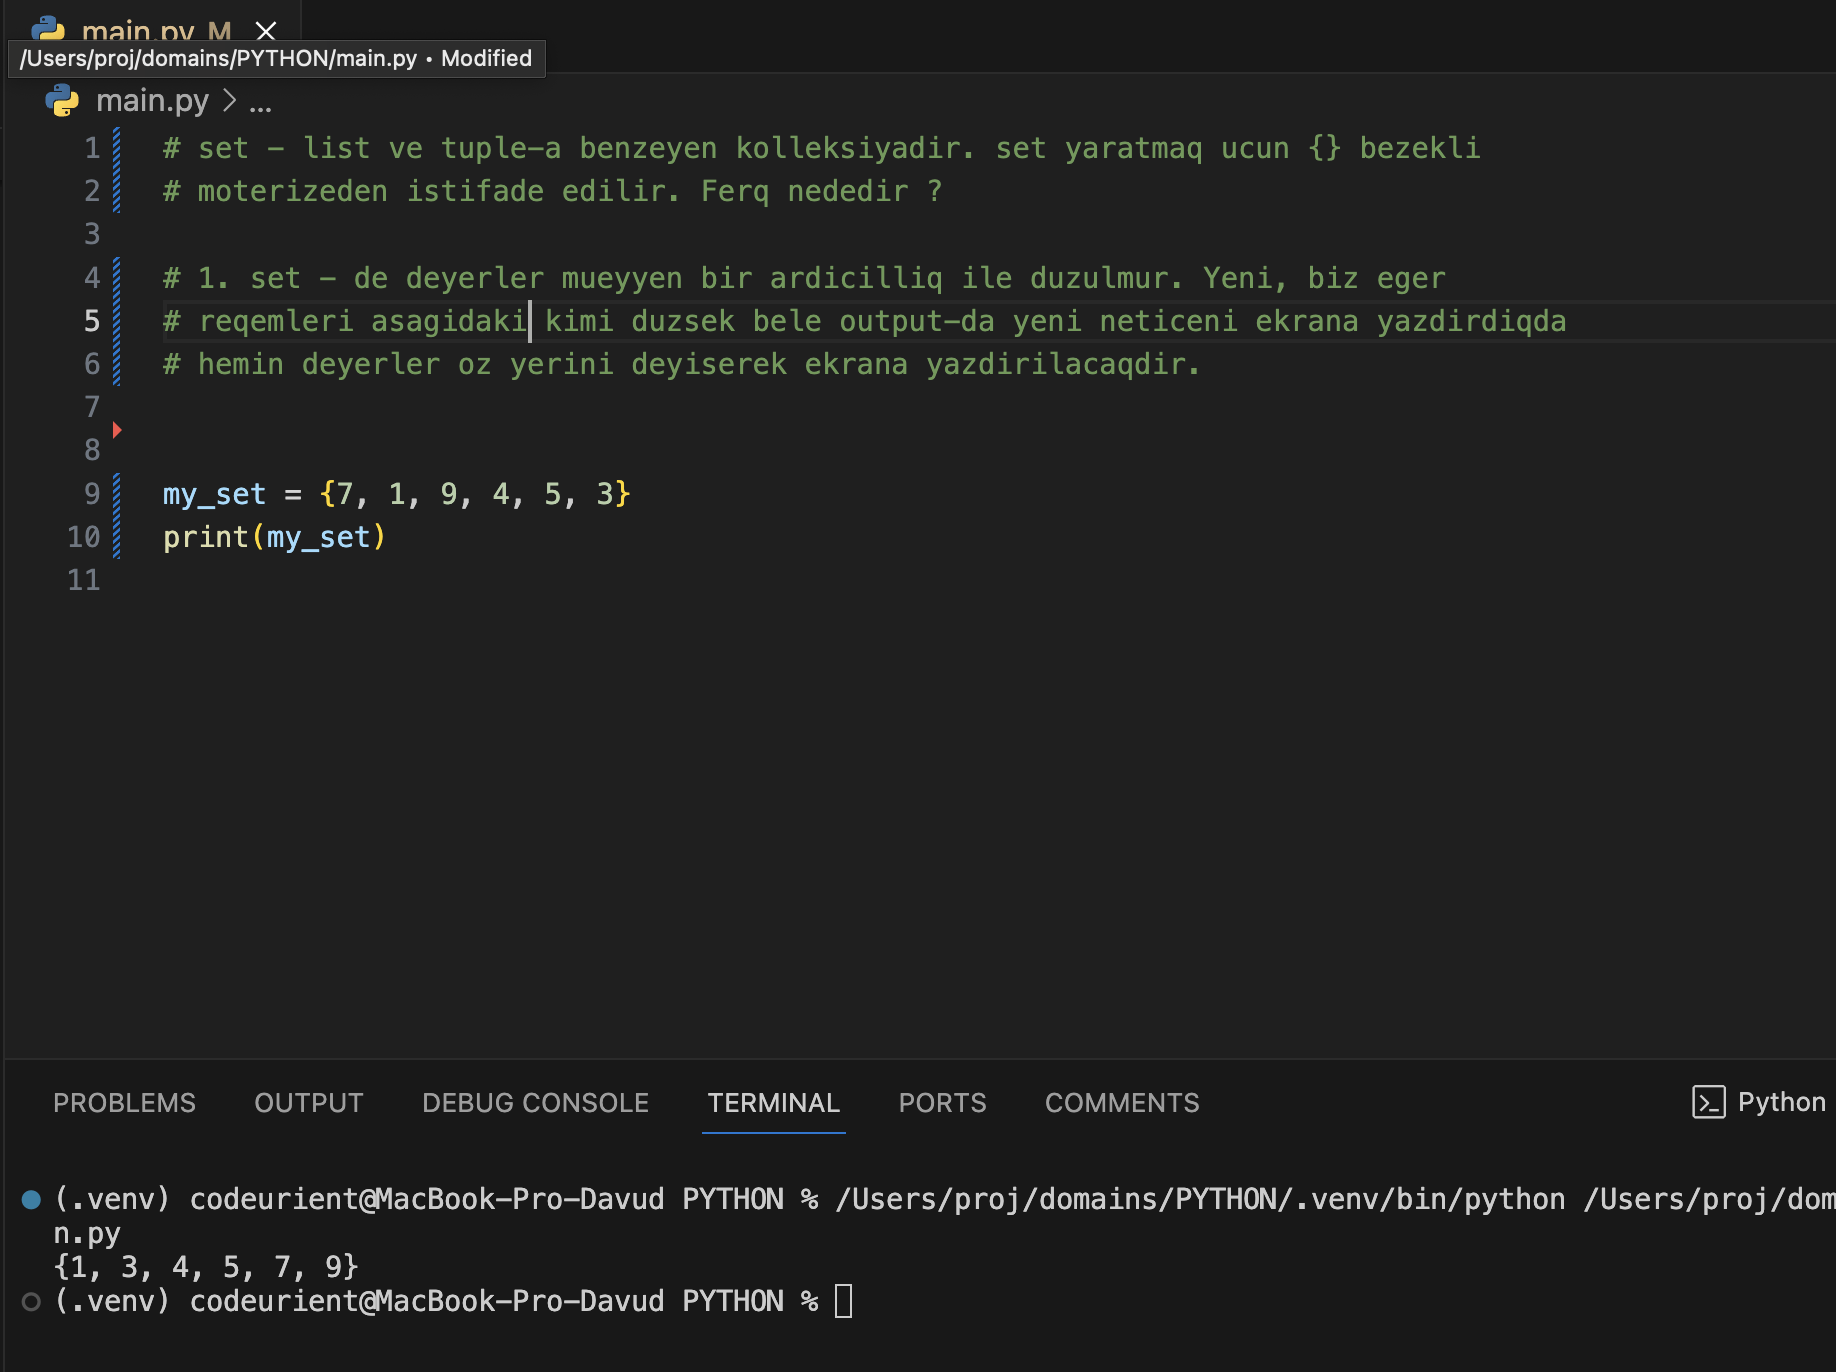 main.py M
/Users/proj/domains/PYTHON/main.py • Modified
main.py > ...
1 # set - list ve tuple-a benzeyen kolleksiyadir. set yaratmaq ucun {} bezekli
2 # moterizeden istifade edilir. Ferq nededir ?
3
4 # 1. set - de deyerler mueyyen bir ardicilliq ile duzulmur. Yeni, biz eger
5 # reqemleri asagidaki kimi duzsek bele output-da yeni neticeni ekrana yazdirdiqda
6 # hemin deyerler oz yerini deyiserek ekrana yazdirilacaqdir.
7
8
9 my_set = {7, 1, 9, 4, 5, 3}
10 print(my_set)
11
PROBLEMS OUTPUT DEBUG CONSOLE TERMINAL PORTS COMMENTS Python
(.venv) codeurient@MacBook-Pro-Davud PYTHON % /Users/proj/domains/PYTHON/.venv/bin/python /Users/proj/dom
n.py
{1, 3, 4, 5, 7, 9}
(.venv) codeurient@MacBook-Pro-Davud PYTHON %